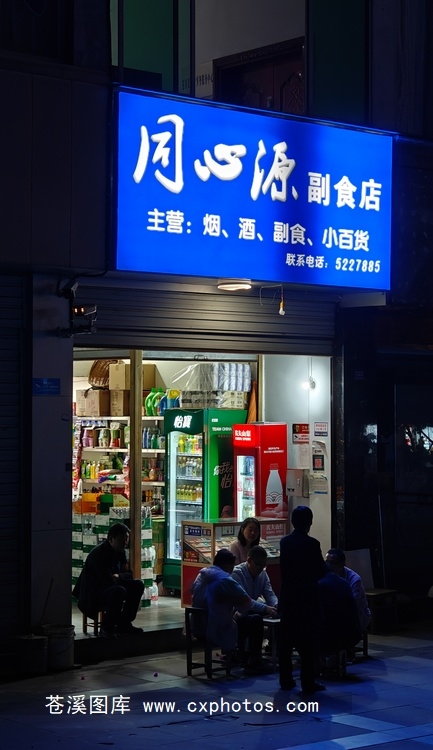 同心源 副食店
主营：烟、酒、副食、小百货
联系电话：5227885
怡宝
苍溪图库 www.cxphotos.com